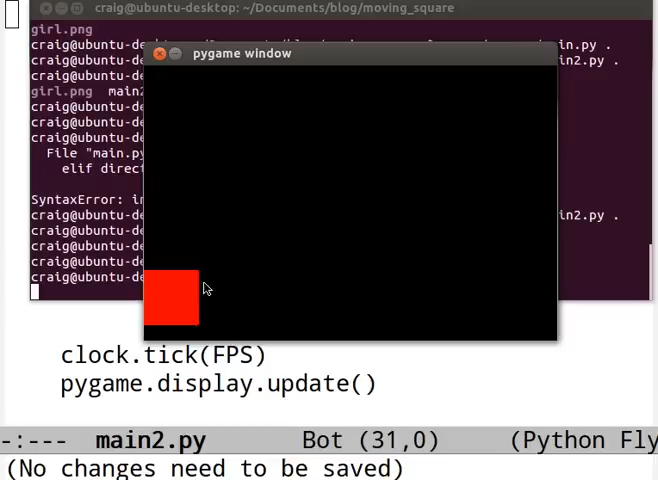 craig@ubuntu-desktop: ~/Documents/blog/moving_square
girl.png
craig@ubuntu-de
in.py .
craig@ubuntu-de
in2.py .
girl.png main2
craig@ubuntu-de
craig@ubuntu-de
craig@ubuntu-de
File "main.py
elif direct
SyntaxError: in
craig@ubuntu-de
in2.py .
craig@ubuntu-de
craig@ubuntu-de
craig@ubuntu-de
craig@ubuntu-de
pygame window
clock.tick(FPS)
pygame.display.update()
-:--- main2.py Bot (31,0) (Python Fly
(No changes need to be saved)